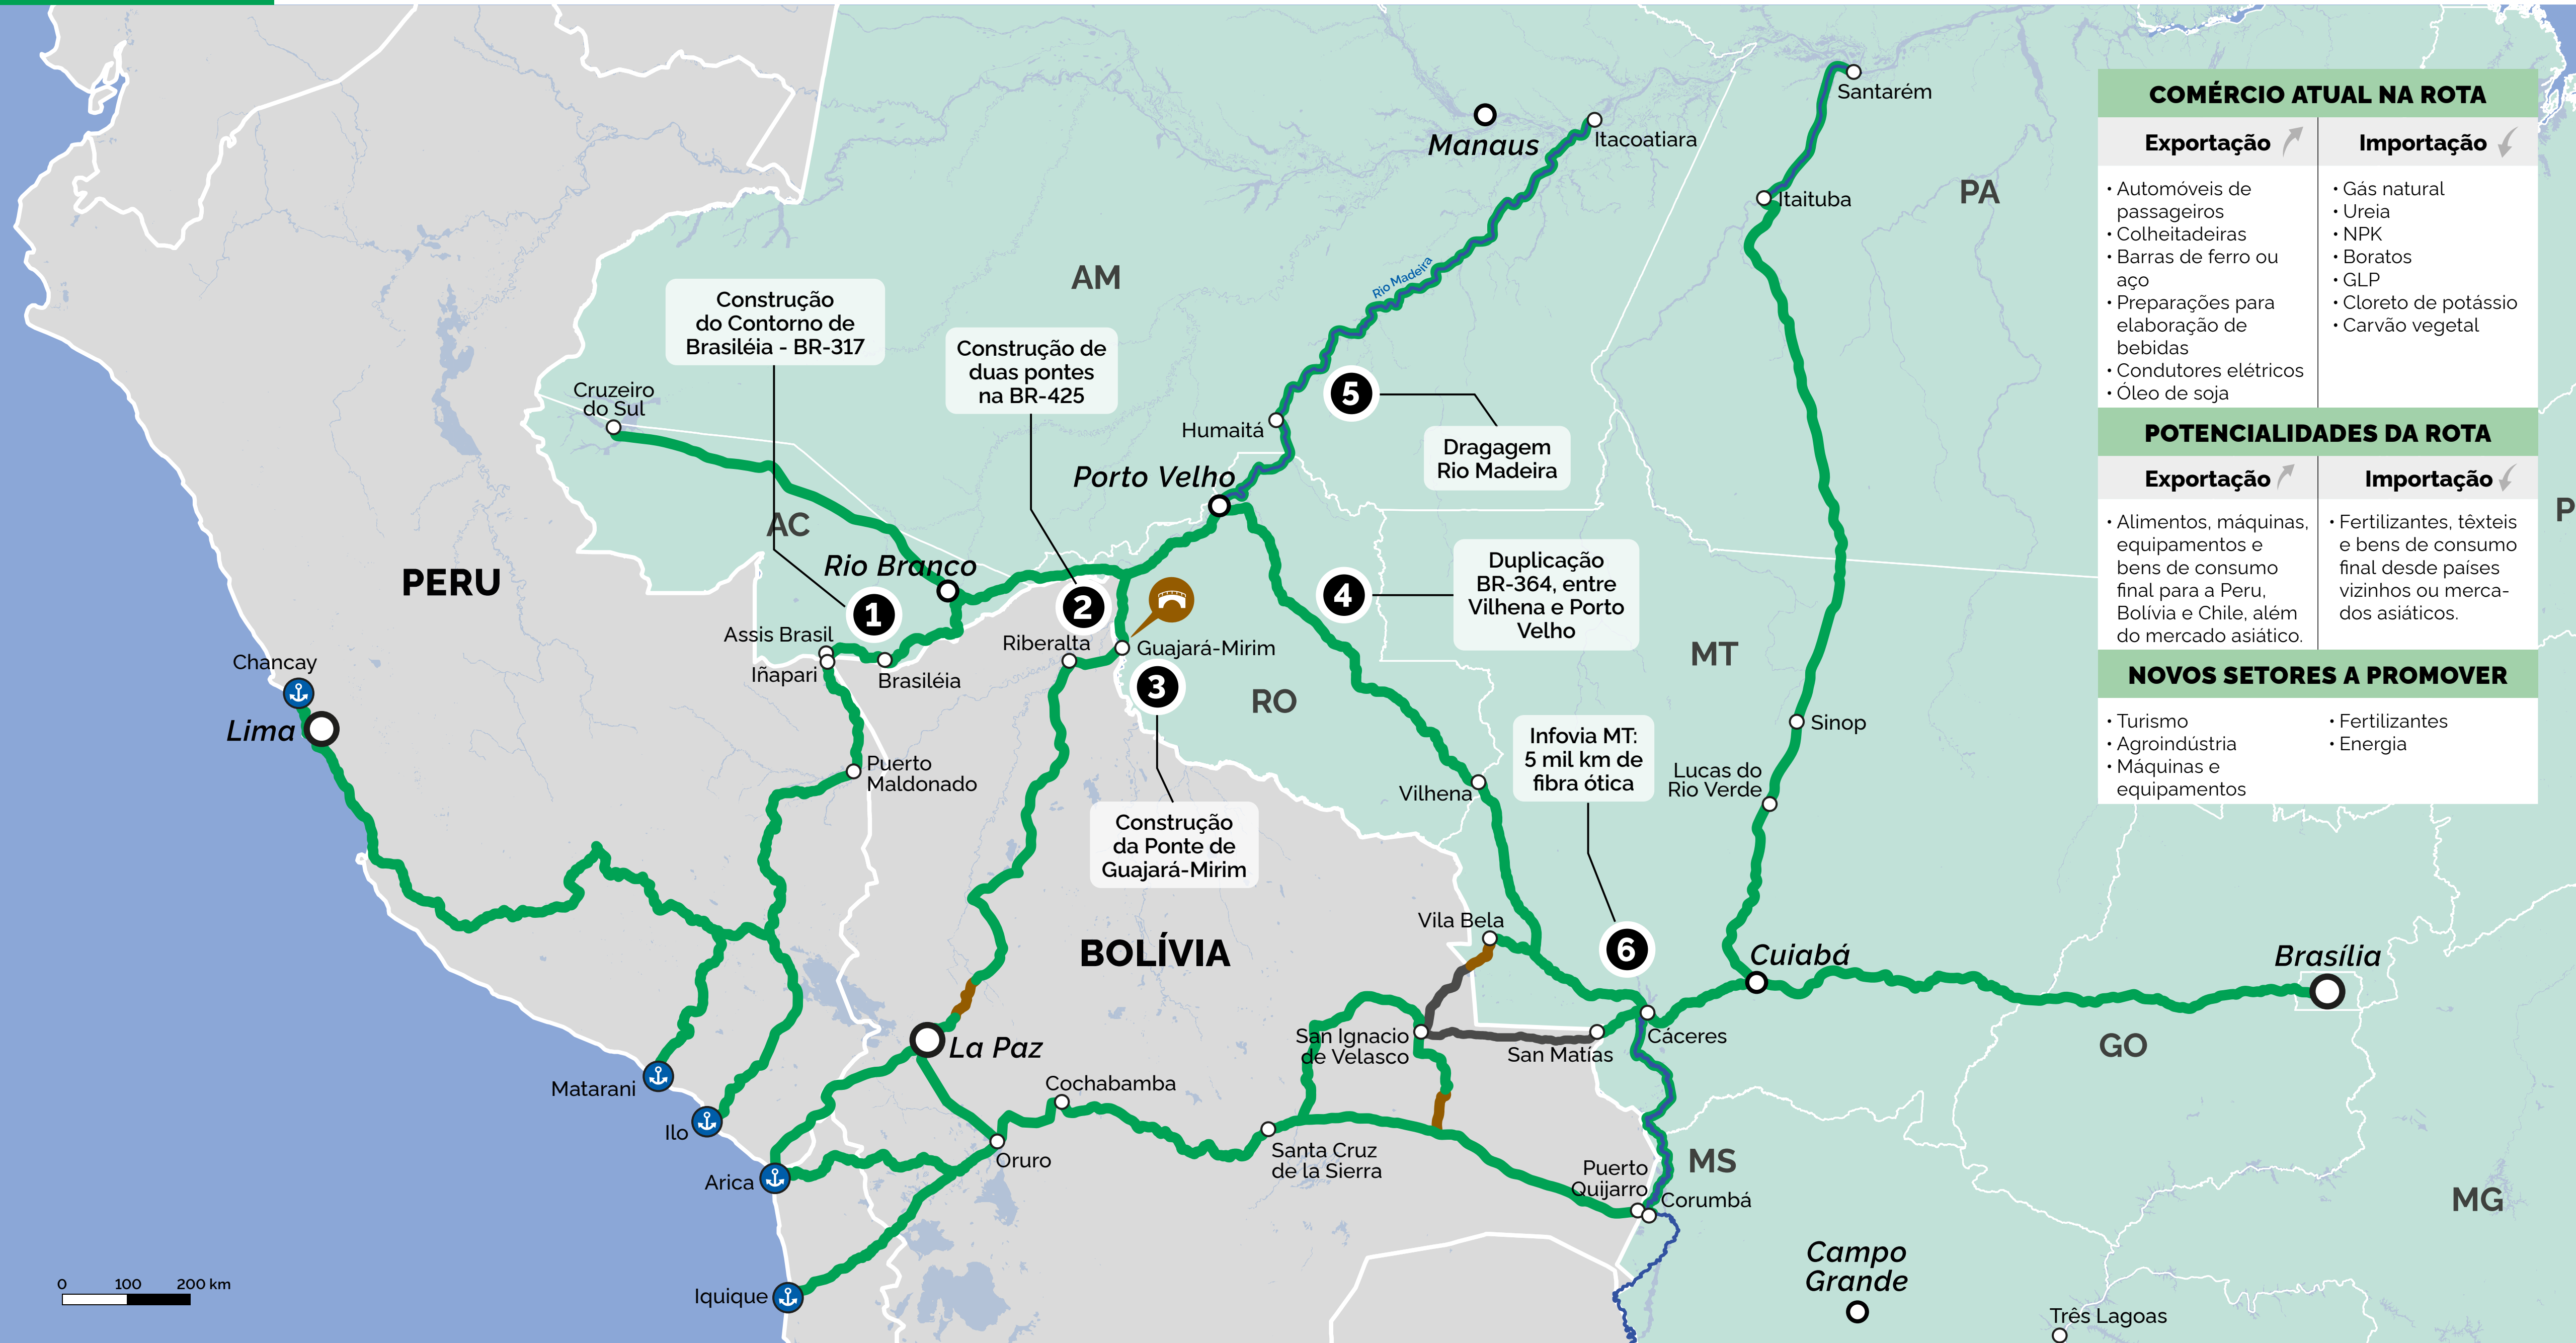 Manaus
Itacoatiara
Santarém
Itaituba
PA
AM
Rio Madeira
Construção
do Contorno de
Brasiléia - BR-317
Construção de
duas pontes
na BR-425
Cruzeiro
do Sul
5
Humaitá
Dragagem
Rio Madeira
Porto Velho
AC
Rio Branco
PERU
1
2
4
Duplicação
BR-364, entre
Vilhena e Porto
Velho
Assis Brasil
Iñapari
Brasiléia
Riberalta
Guajará-Mirim
3
RO
MT
Chancay
Lima
Puerto
Maldonado
Construção
da Ponte de
Guajará-Mirim
Vilhena
Infovia MT:
5 mil km de
fibra ótica
Sinop
Lucas do
Rio Verde
Vila Bela
6
BOLÍVIA
Cuiabá
Brasília
La Paz
San Ignacio
de Velasco
San Matías
Cáceres
GO
Matarani
Ilo
Arica
Iquique
Cochabamba
Oruro
Santa Cruz
de la Sierra
Puerto
Quijarro
Corumbá
MS
MG
Campo
Grande
Três Lagoas
0 100 200 km
COMÉRCIO ATUAL NA ROTA
Exportação
• Automóveis de
passageiros
• Colheitadeiras
• Barras de ferro ou
aço
• Preparações para
elaboração de
bebidas
• Condutores elétricos
• Óleo de soja
Importação
• Gás natural
• Ureia
• NPK
• Boratos
• GLP
• Cloreto de potássio
• Carvão vegetal
POTENCIALIDADES DA ROTA
Exportação
• Alimentos, máquinas,
equipamentos e
bens de consumo
final para a Peru,
Bolívia e Chile, além
do mercado asiático.
Importação
• Fertilizantes, têxteis
e bens de consumo
final desde países
vizinhos ou merca-
dos asiáticos.
NOVOS SETORES A PROMOVER
• Turismo
• Agroindústria
• Máquinas e
equipamentos
• Fertilizantes
• Energia
P